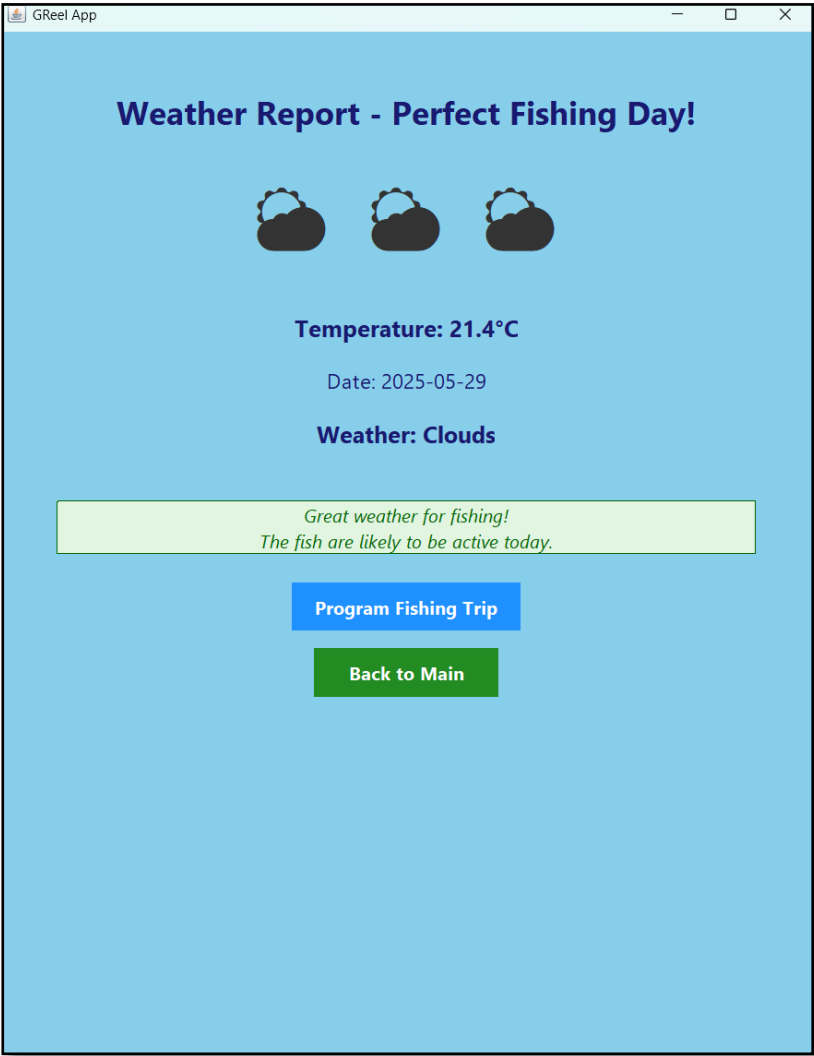 GReel App
Weather Report - Perfect Fishing Day!
Temperature: 21.4°C
Date: 2025-05-29
Weather: Clouds
Great weather for fishing!
The fish are likely to be active today.
Program Fishing Trip
Back to Main